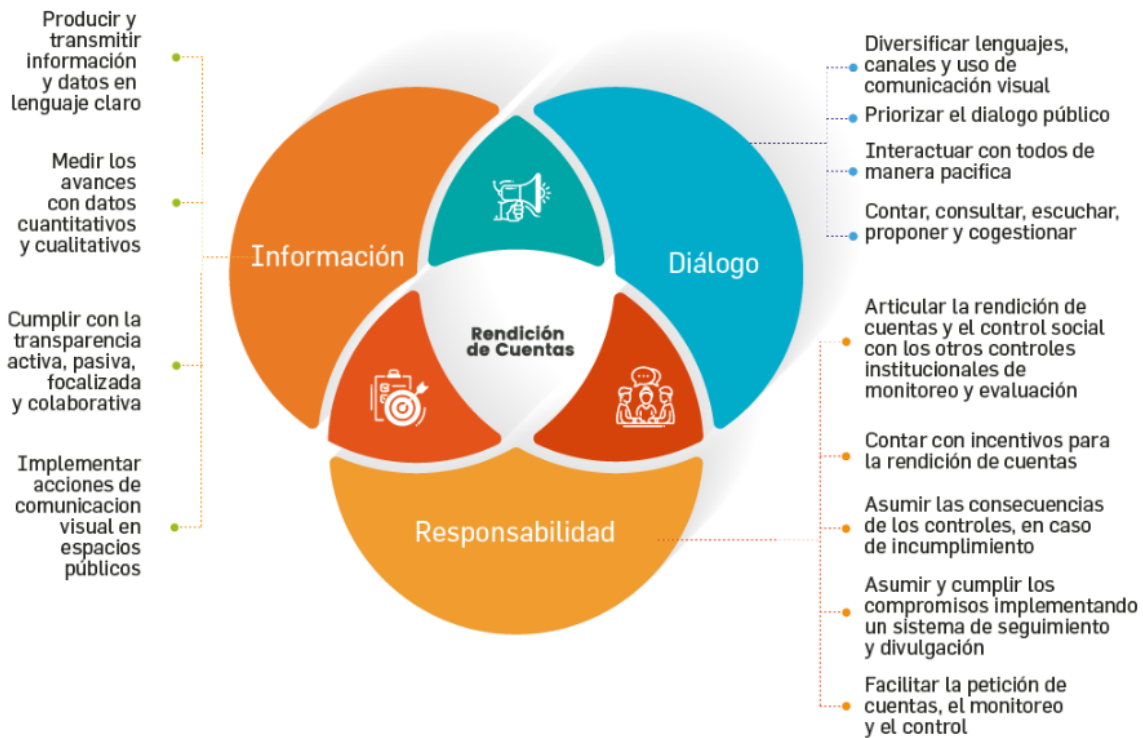 Producir y
transmitir
información
y datos en
lenguaje claro
Medir los
avances
con datos
cuantitativos
y cualitativos
Cumplir con la
transparencia
activa, pasiva,
focalizada
y colaborativa
Implementar
acciones de
comunicacion
visual en
espacios
públicos
Información
Diálogo
Rendición
de Cuentas
Responsabilidad
Diversificar lenguajes,
canales y uso de
comunicación visual
Priorizar el dialogo público
Interactuar con todos de
manera pacifica
Contar, consultar, escuchar,
proponer y cogestionar
Articular la rendición de
cuentas y el control social
con los otros controles
institucionales de
monitoreo y evaluación
Contar con incentivos para
la rendición de cuentas
Asumir las consecuencias
de los controles, en caso
de incumplimiento
Asumir y cumplir los
compromisos implementando
un sistema de seguimiento
y divulgación
Facilitar la petición de
cuentas, el monitoreo
y el control